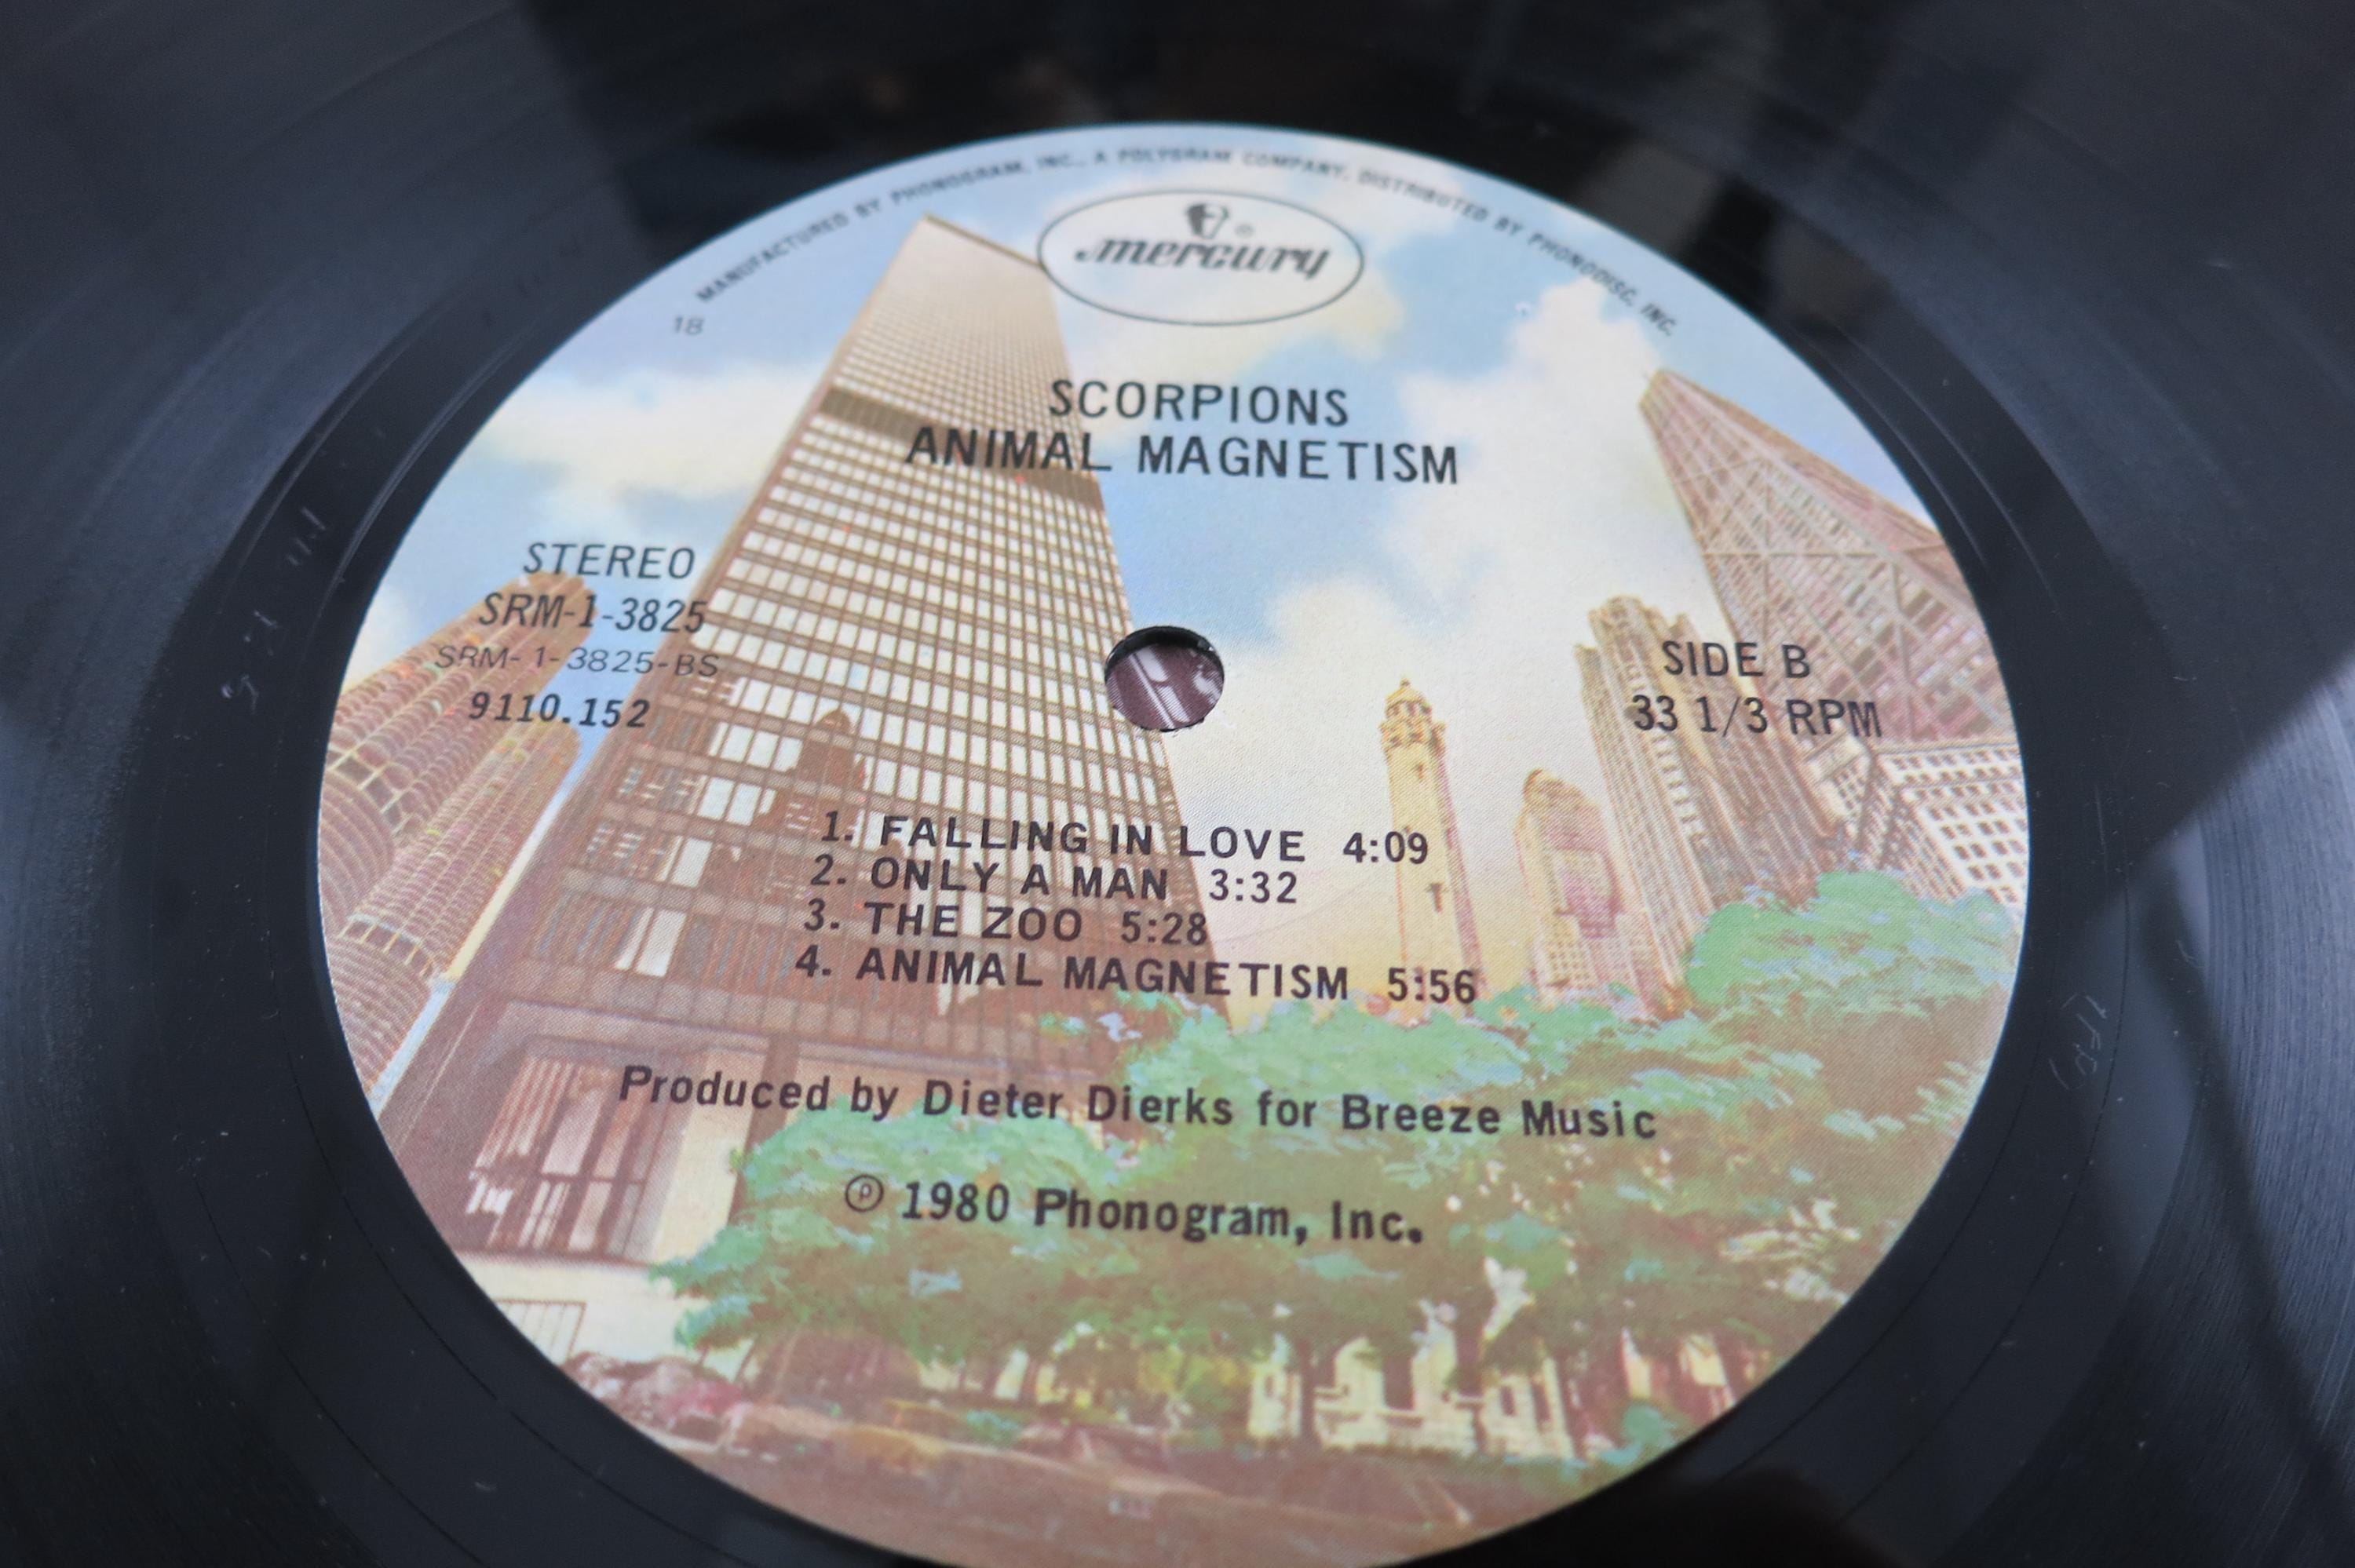 MANUFACTURED BY PHONOGRAM, INC., A POLYGRAM COMPANY, DISTRIBUTED BY PHONODISC, INC.
mercury ®
18
SCORPIONS
ANIMAL MAGNETISM
STEREO
SRM-1-3825
SRM-1-3825-BS
9110.152
SIDE B
33 1/3 RPM
1. FALLING IN LOVE 4:09
2. ONLY A MAN 3:32
3. THE ZOO 5:28
4. ANIMAL MAGNETISM 5:56
Produced by Dieter Dierks for Breeze Music
℗ 1980 Phonogram, Inc.